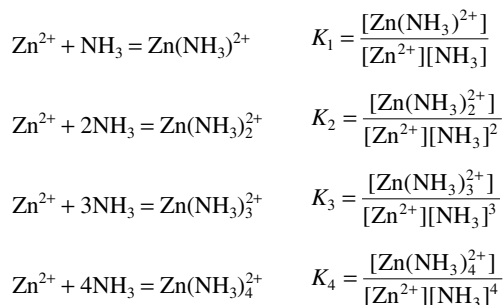 Zn²⁺ + NH₃ = Zn(NH₃)²⁺    K₁ = [Zn(NH₃)²⁺] / [Zn²⁺][NH₃]
Zn²⁺ + 2NH₃ = Zn(NH₃)₂²⁺    K₂ = [Zn(NH₃)₂²⁺] / [Zn²⁺][NH₃]²
Zn²⁺ + 3NH₃ = Zn(NH₃)₃²⁺    K₃ = [Zn(NH₃)₃²⁺] / [Zn²⁺][NH₃]³
Zn²⁺ + 4NH₃ = Zn(NH₃)₄²⁺    K₄ = [Zn(NH₃)₄²⁺] / [Zn²⁺][NH₃]⁴